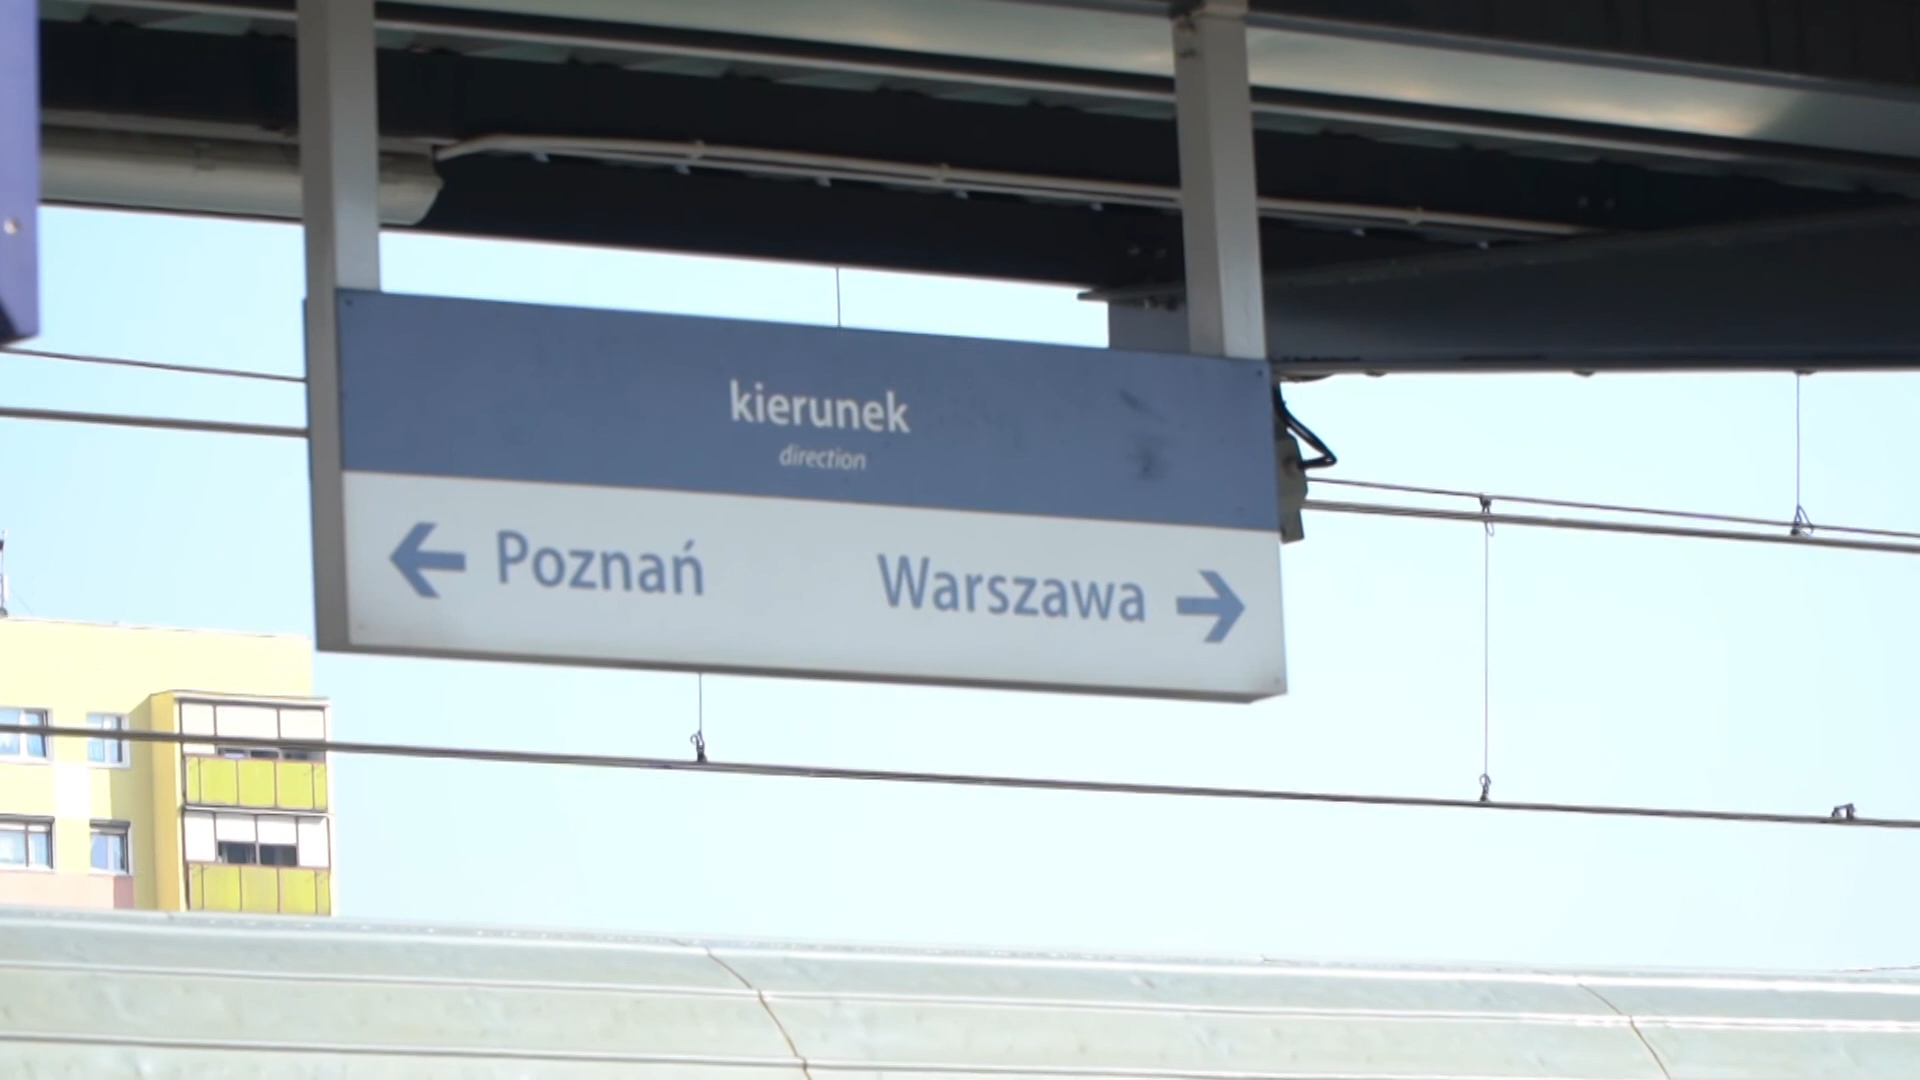 kierunek
direction
← Poznań Warszawa →